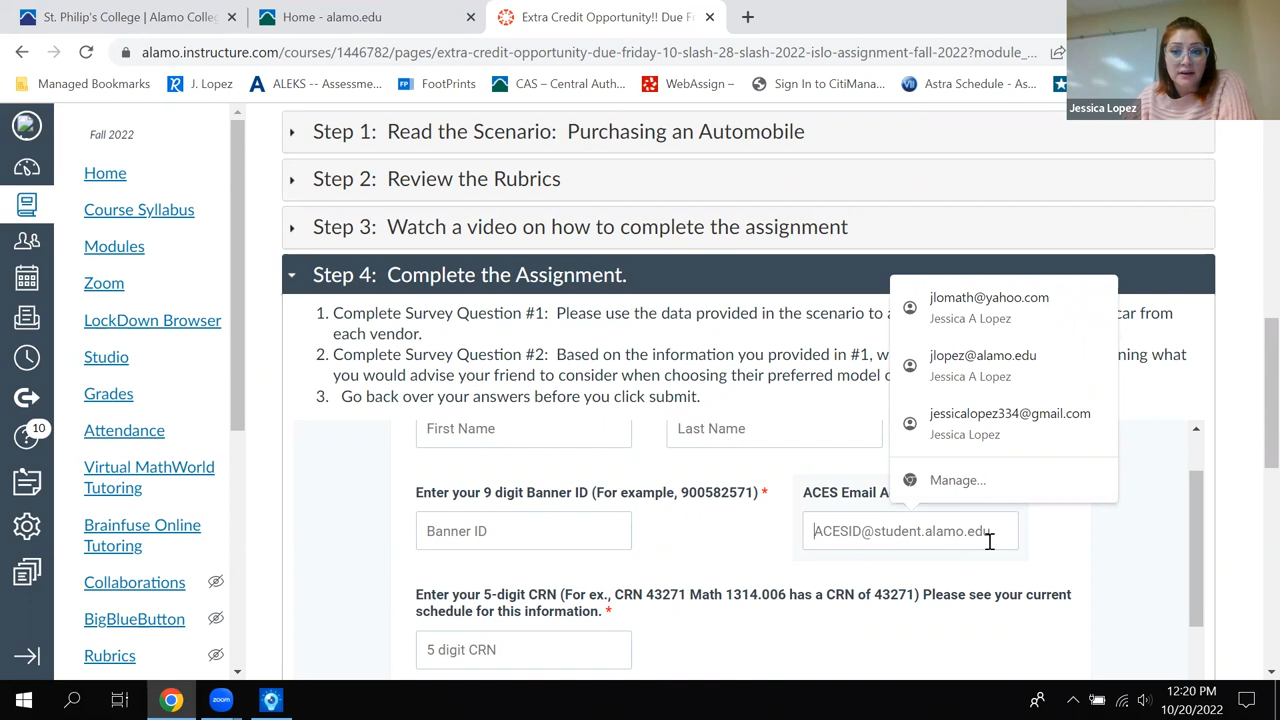 St. Philip's College | Alamo Colleg
Home - alamo.edu
Extra Credit Opportunity!! Due Fr
alamo.instructure.com/courses/1446782/pages/extra-credit-opportunity-due-friday-10-slash-28-slash-2022-islo-assignment-fall-2022?module_...
Managed Bookmarks
J. Lopez
ALEKS -- Assessme...
FootPrints
CAS – Central Auth...
WebAssign –
Sign In to CitiMana...
Astra Schedule - As...
Jessica Lopez
Fall 2022
Home
Course Syllabus
Modules
Zoom
LockDown Browser
Studio
Grades
Attendance
Virtual MathWorld
Tutoring
Brainfuse Online
Tutoring
Collaborations
BigBlueButton
Rubrics
10
Step 1: Read the Scenario: Purchasing an Automobile
Step 2: Review the Rubrics
Step 3: Watch a video on how to complete the assignment
Step 4: Complete the Assignment.
1. Complete Survey Question #1: Please use the data provided in the scenario to a car from
each vendor.
2. Complete Survey Question #2: Based on the information you provided in #1, w ning what
you would advise your friend to consider when choosing their preferred model o
3. Go back over your answers before you click submit.
jlomath@yahoo.com
Jessica A Lopez
jlopez@alamo.edu
Jessica A Lopez
jessicalopez334@gmail.com
Jessica Lopez
Manage...
First Name
Last Name
Enter your 9 digit Banner ID (For example, 900582571) *
ACES Email A
Banner ID
ACESID@student.alamo.edu
Enter your 5-digit CRN (For ex., CRN 43271 Math 1314.006 has a CRN of 43271) Please see your current
schedule for this information. *
5 digit CRN
zoom
12:20 PM
10/20/2022